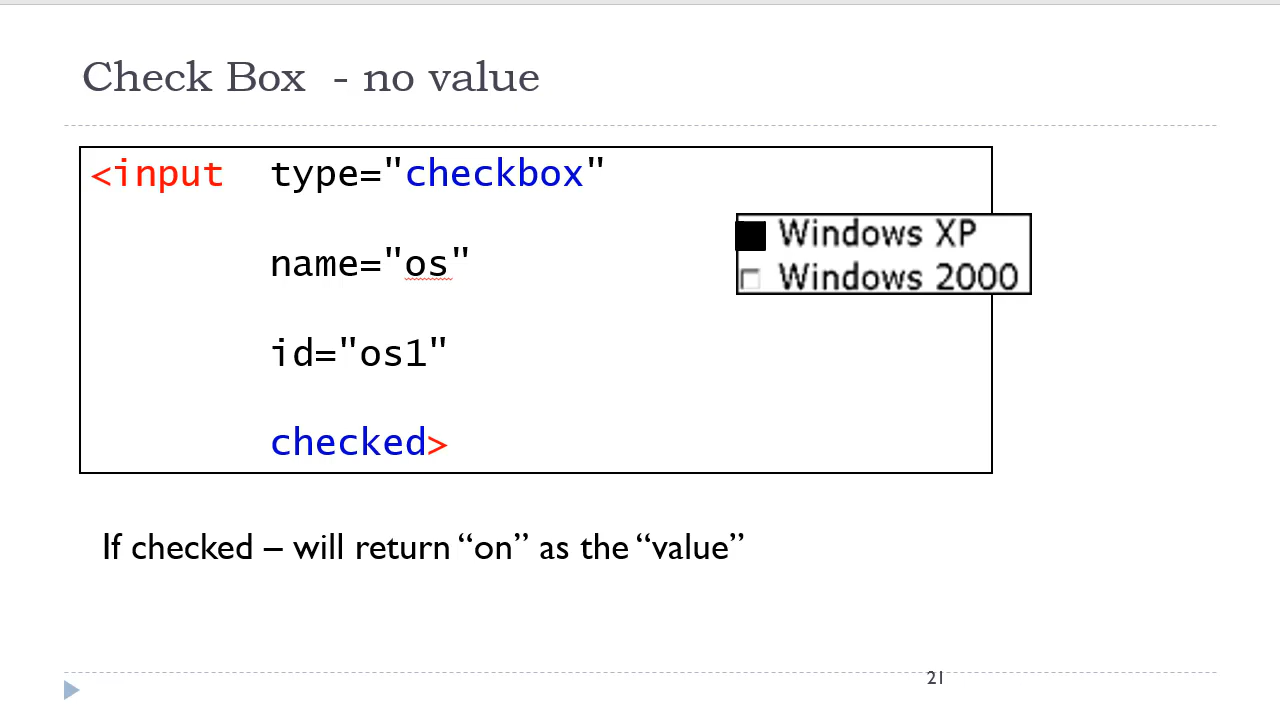 Check Box  - no value
<input  type="checkbox"
name="os"
id="os1"
checked>
Windows XP
Windows 2000
If checked – will return “on” as the “value”
21